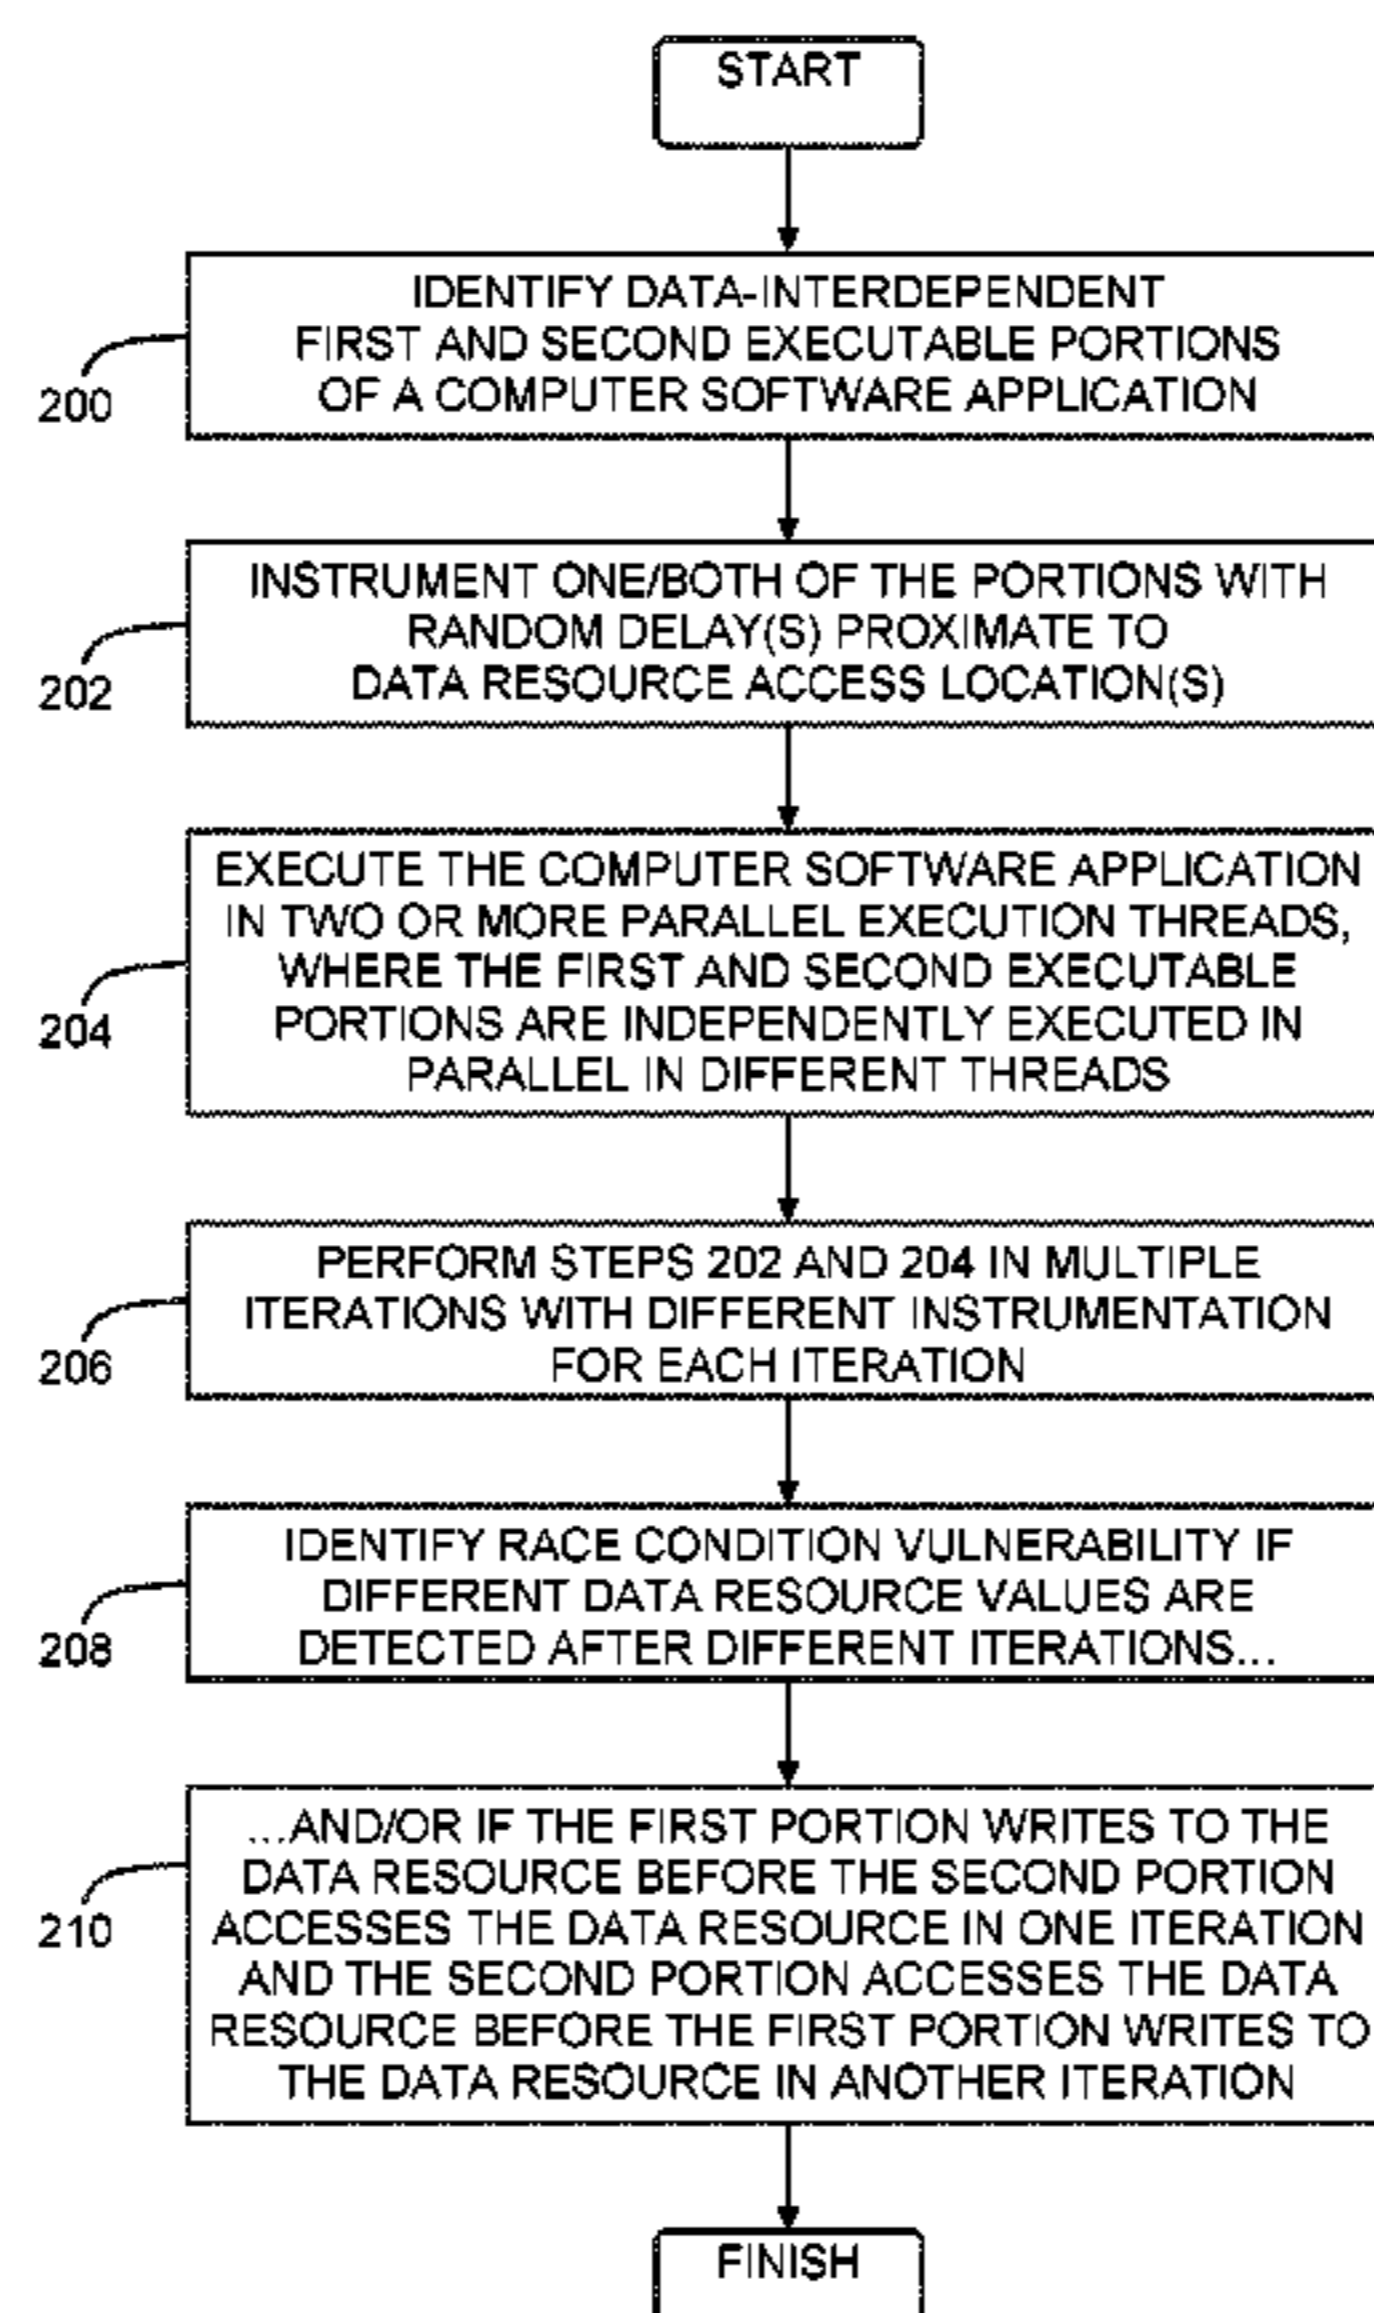 START
IDENTIFY DATA-INTERDEPENDENT
FIRST AND SECOND EXECUTABLE PORTIONS
OF A COMPUTER SOFTWARE APPLICATION
200
INSTRUMENT ONE/BOTH OF THE PORTIONS WITH
RANDOM DELAY(S) PROXIMATE TO
DATA RESOURCE ACCESS LOCATION(S)
202
EXECUTE THE COMPUTER SOFTWARE APPLICATION
IN TWO OR MORE PARALLEL EXECUTION THREADS,
WHERE THE FIRST AND SECOND EXECUTABLE
PORTIONS ARE INDEPENDENTLY EXECUTED IN
PARALLEL IN DIFFERENT THREADS
204
PERFORM STEPS 202 AND 204 IN MULTIPLE
ITERATIONS WITH DIFFERENT INSTRUMENTATION
FOR EACH ITERATION
206
IDENTIFY RACE CONDITION VULNERABILITY IF
DIFFERENT DATA RESOURCE VALUES ARE
DETECTED AFTER DIFFERENT ITERATIONS...
208
...AND/OR IF THE FIRST PORTION WRITES TO THE
DATA RESOURCE BEFORE THE SECOND PORTION
ACCESSES THE DATA RESOURCE IN ONE ITERATION
AND THE SECOND PORTION ACCESSES THE DATA
RESOURCE BEFORE THE FIRST PORTION WRITES TO
THE DATA RESOURCE IN ANOTHER ITERATION
210
FINISH